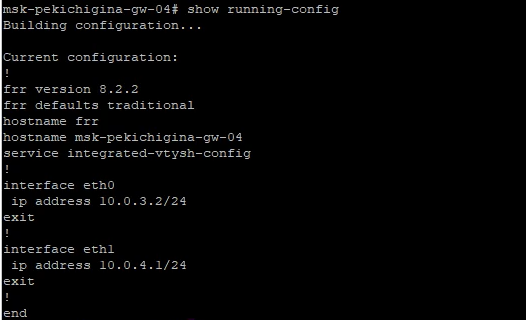 msk-pekichigina-gw-04# show running-config
Building configuration...

Current configuration:
!
frr version 8.2.2
frr defaults traditional
hostname frr
hostname msk-pekichigina-gw-04
service integrated-vtysh-config
!
interface eth0
 ip address 10.0.3.2/24
exit
!
interface eth1
 ip address 10.0.4.1/24
exit
!
end